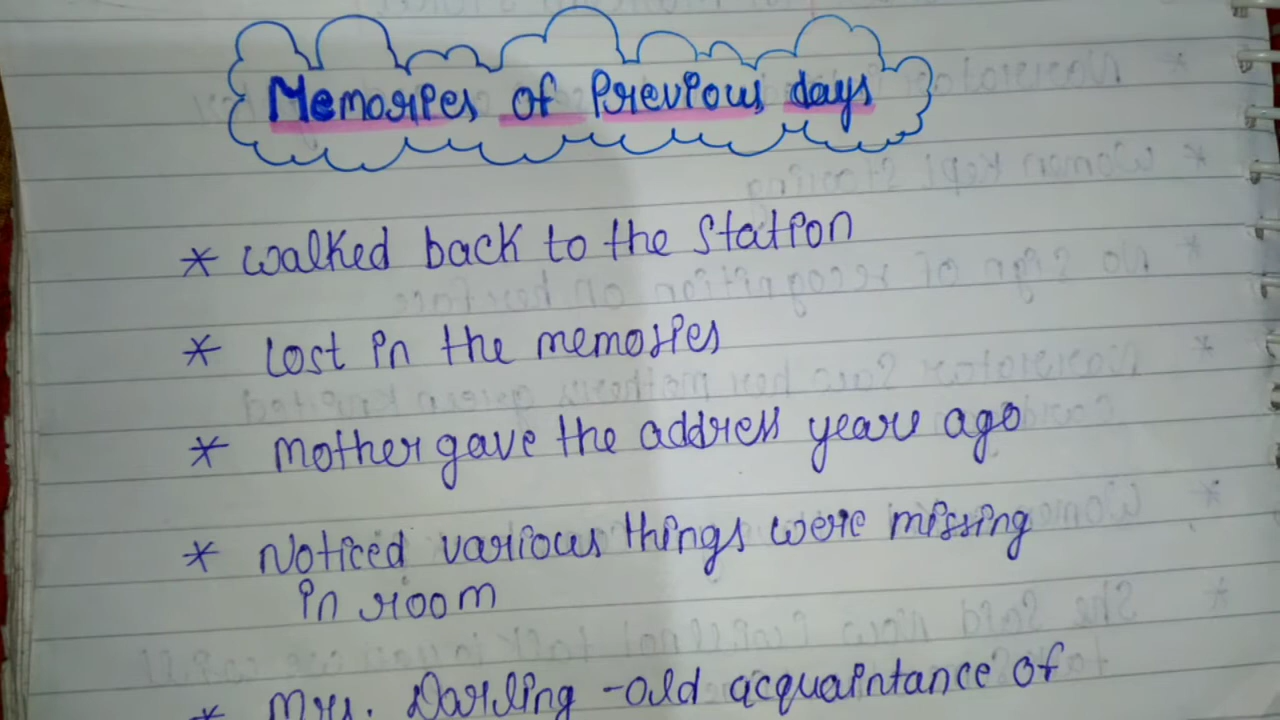 Memories of Previous days
* walked back to the station
* Lost in the memories
* Mother gave the address years ago
* Noticed various things were missing
in room
* Mrs. Darling - old acquaintance of